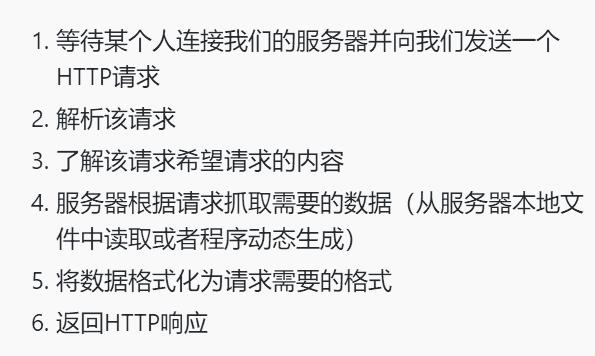 1. 等待某个人连接我们的服务器并向我们发送一个
HTTP请求
2. 解析该请求
3. 了解该请求希望请求的内容
4. 服务器根据请求抓取需要的数据（从服务器本地文
件中读取或者程序动态生成）
5. 将数据格式化为请求需要的格式
6. 返回HTTP响应